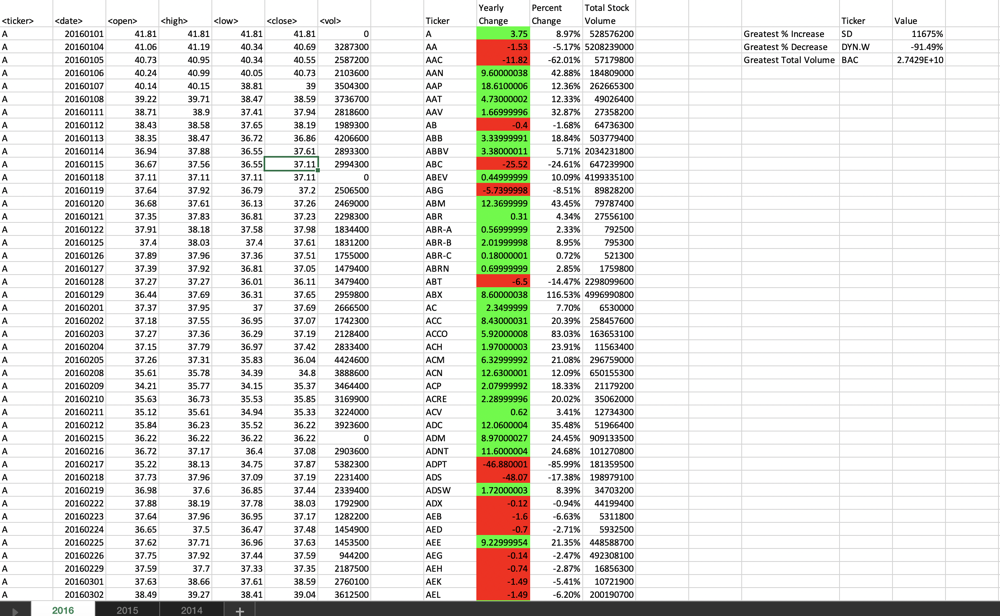 Yearly Percent Total Stock
<ticker> <date> <open> <high> <low> <close> <vol> Ticker Change Change Volume Ticker Value
A 20160101 41.81 41.81 41.81 41.81 0 A 3.75 8.97% 528576200 Greatest % Increase SD 11675%
A 20160104 41.06 41.19 40.34 40.69 3287300 AA -1.53 -5.17% 5208239000 Greatest % Decrease DYN.W -91.49%
A 20160105 40.73 40.95 40.34 40.55 2587200 AAC -11.82 -62.01% 57179800 Greatest Total Volume BAC 2.7429E+10
A 20160106 40.24 40.99 40.05 40.73 2103600 AAN 9.60000038 42.88% 184809000
A 20160107 40.14 40.15 38.81 39 3504300 AAP 18.6100006 12.36% 262665300
A 20160108 39.22 39.71 38.47 38.59 3736700 AAT 4.73000002 12.33% 49026400
A 20160111 38.71 38.9 37.41 37.94 2818600 AAV 1.66999996 32.87% 27358200
A 20160112 38.43 38.58 37.65 38.19 1989300 AB -0.4 -1.68% 64736300
A 20160113 38.35 38.47 36.72 36.86 4206600 ABB 3.33999991 18.84% 503779400
A 20160114 36.94 37.88 36.55 37.61 2893300 ABBV 3.38000011 5.71% 2034231800
A 20160115 36.67 37.56 36.55 37.11 2994300 ABC -25.52 -24.61% 647239900
A 20160118 37.11 37.11 37.11 37.11 0 ABEV 0.44999999 10.09% 4199335100
A 20160119 37.64 37.92 36.79 37.2 2506500 ABG -5.7399998 -8.51% 89828200
A 20160120 36.68 37.61 36.13 37.26 2469000 ABM 12.3699999 43.45% 79787400
A 20160121 37.35 37.83 36.81 37.23 2298300 ABR 0.31 4.34% 27556100
A 20160122 37.91 38.18 37.58 37.98 1834400 ABR-A 0.56999999 2.33% 792500
A 20160125 37.4 38.03 37.4 37.61 1831200 ABR-B 2.01999998 8.95% 795300
A 20160126 37.89 37.96 37.36 37.51 1755000 ABR-C 0.18000001 0.72% 521300
A 20160127 37.39 37.92 36.81 37.05 1479400 ABRN 0.69999999 2.85% 1759800
A 20160128 37.27 37.27 36.01 36.11 3479400 ABT -6.5 -14.47% 2298099600
A 20160129 36.44 37.69 36.31 37.65 2959800 ABX 8.60000038 116.53% 4996990800
A 20160201 37.37 37.95 37 37.69 2666500 AC 2.3499999 7.70% 6530000
A 20160202 37.18 37.55 36.95 37.07 1742300 ACC 8.43000031 20.39% 258457600
A 20160203 37.27 37.36 36.29 37.19 2128400 ACCO 5.92000008 83.03% 163653100
A 20160204 37.15 37.79 36.97 37.42 2833400 ACH 1.97000003 23.91% 11563400
A 20160205 37.26 37.31 35.83 36.04 4424600 ACM 6.32999992 21.08% 296759000
A 20160208 35.61 35.78 34.39 34.8 3888600 ACN 12.6300001 12.09% 650155300
A 20160209 34.21 35.77 34.15 35.37 3464400 ACP 2.07999992 18.33% 21179200
A 20160210 35.63 36.73 35.53 35.85 3169900 ACRE 2.28999996 20.02% 35062000
A 20160211 35.12 35.61 34.94 35.33 3224000 ACV 0.62 3.41% 12734300
A 20160212 35.84 36.23 35.52 36.22 3923600 ADC 12.0600004 35.48% 51966400
A 20160215 36.22 36.22 36.22 36.22 0 ADM 8.97000027 24.45% 909133500
A 20160216 36.72 37.17 36.4 37.08 2903600 ADNT 11.6000004 24.68% 101270800
A 20160217 35.22 38.13 34.75 37.87 5382300 ADPT -46.880001 -85.99% 181359500
A 20160218 37.73 37.96 37.09 37.19 2231400 ADS -48.07 -17.38% 198979100
A 20160219 36.98 37.6 36.85 37.44 2339400 ADSW 1.72000003 8.39% 34703200
A 20160222 37.88 38.19 37.78 38.03 1792900 ADX -0.12 -0.94% 44199400
A 20160223 37.64 37.96 36.95 37.17 1282200 AEB -1.6 -6.63% 5311800
A 20160224 36.65 37.5 36.47 37.48 1454900 AED -0.7 -2.71% 5932500
A 20160225 37.62 37.71 36.96 37.63 1453500 AEE 9.22999954 21.35% 448588700
A 20160226 37.75 37.92 37.44 37.59 944200 AEG -0.14 -2.47% 492308100
A 20160229 37.59 37.7 37.33 37.35 2187500 AEH -0.74 -2.87% 16856300
A 20160301 37.63 38.66 37.61 38.59 2760100 AEK -1.49 -5.41% 10721900
A 20160302 38.49 39.27 38.41 39.04 3612500 AEL -1.49 -6.20% 200190700
2016 2015 2014 +